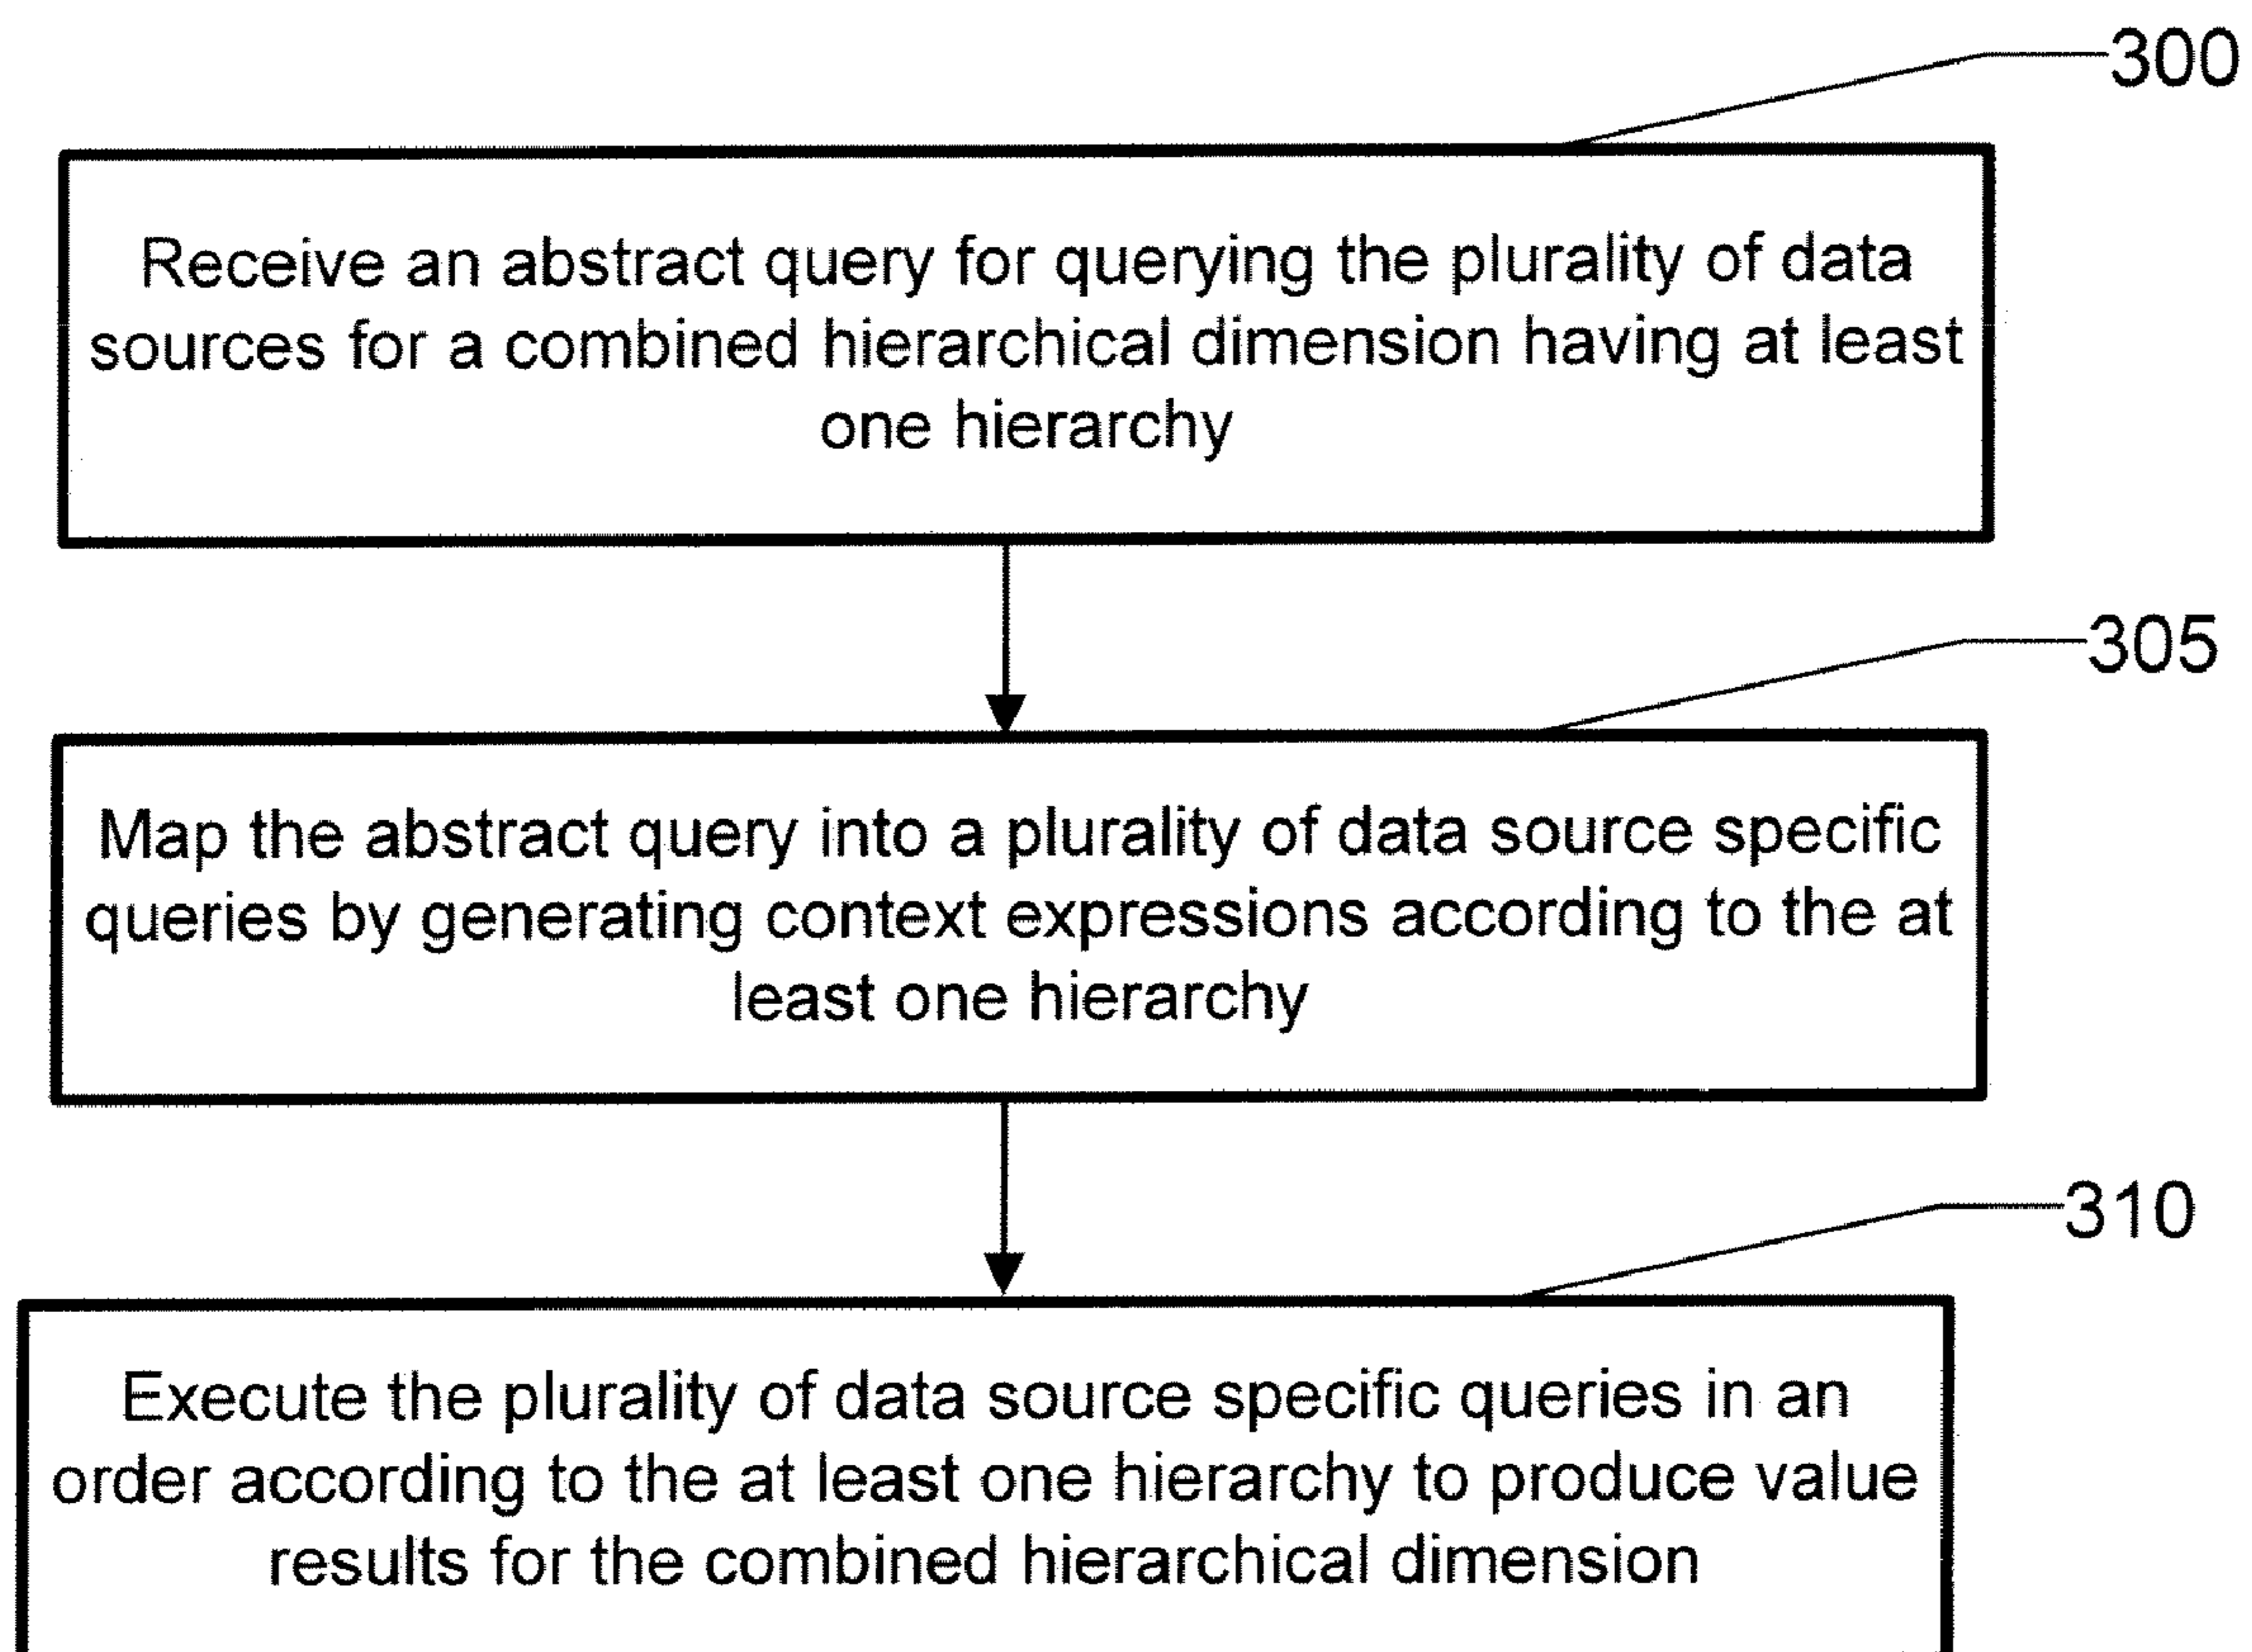 300
Receive an abstract query for querying the plurality of data
sources for a combined hierarchical dimension having at least
one hierarchy
305
Map the abstract query into a plurality of data source specific
queries by generating context expressions according to the at
least one hierarchy
310
Execute the plurality of data source specific queries in an
order according to the at least one hierarchy to produce value
results for the combined hierarchical dimension